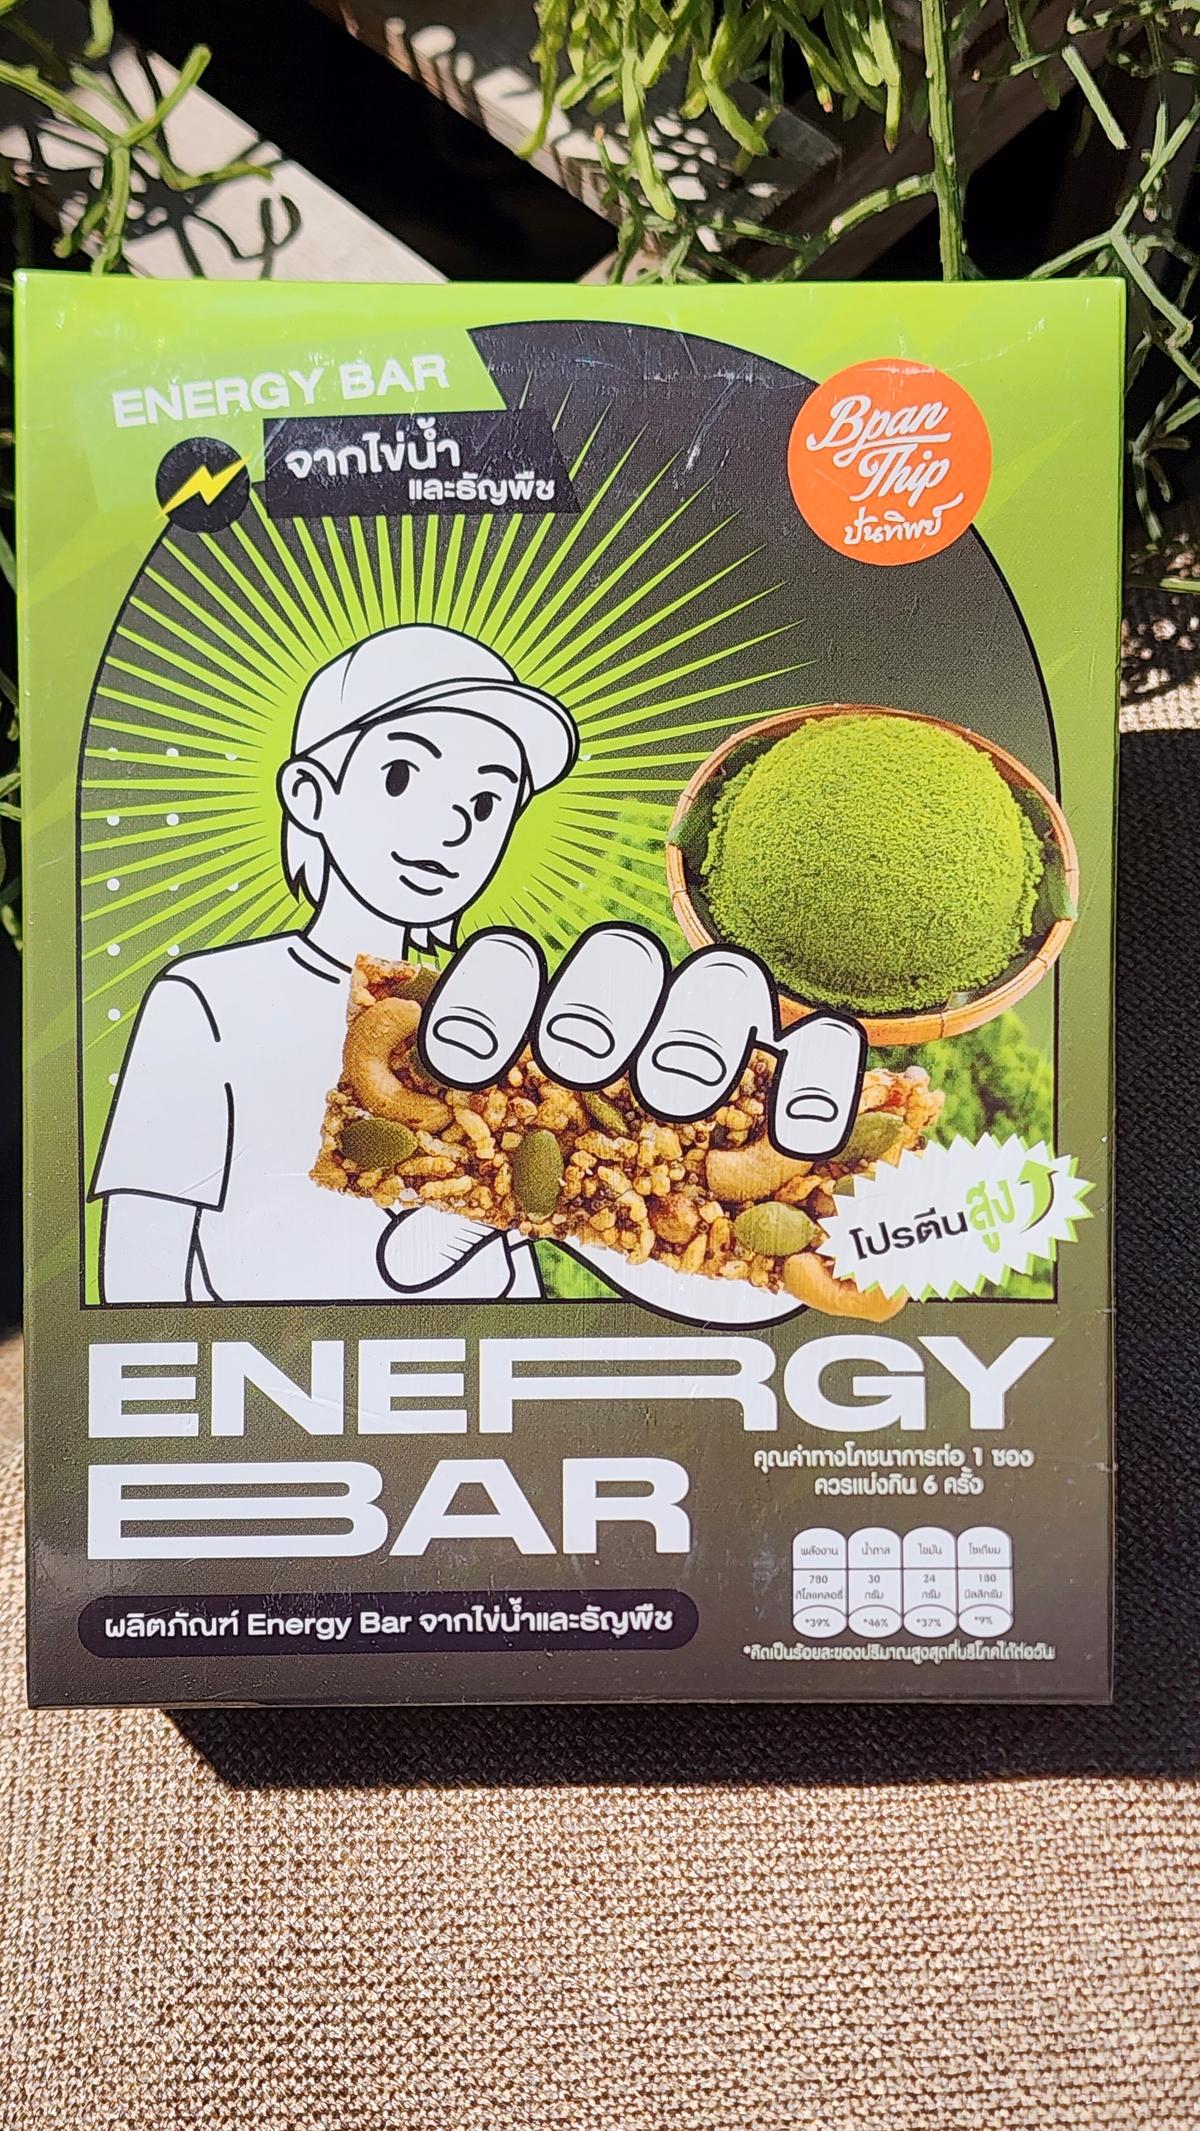 ENERGY BAR
จากไข่น้ำ
และธัญพืช
Bpan
Thip
ปั่นทิพย์
โปรตีนสูง
ENERGY
BAR
คุณค่าทางโภชนาการต่อ 1 ซอง
ควรแบ่งกิน 6 ครั้ง
พลังงาน น้ำตาล ไขมัน โซเดียม
780 30 24 180
กิโลแคลอรี่ กรัม กรัม มิลลิกรัม
*39% *46% *37% *9%
*คิดเป็นร้อยละของปริมาณสูงสุดที่บริโภคได้ต่อวัน
ผลิตภัณฑ์ Energy Bar จากไข่น้ำและธัญพืช